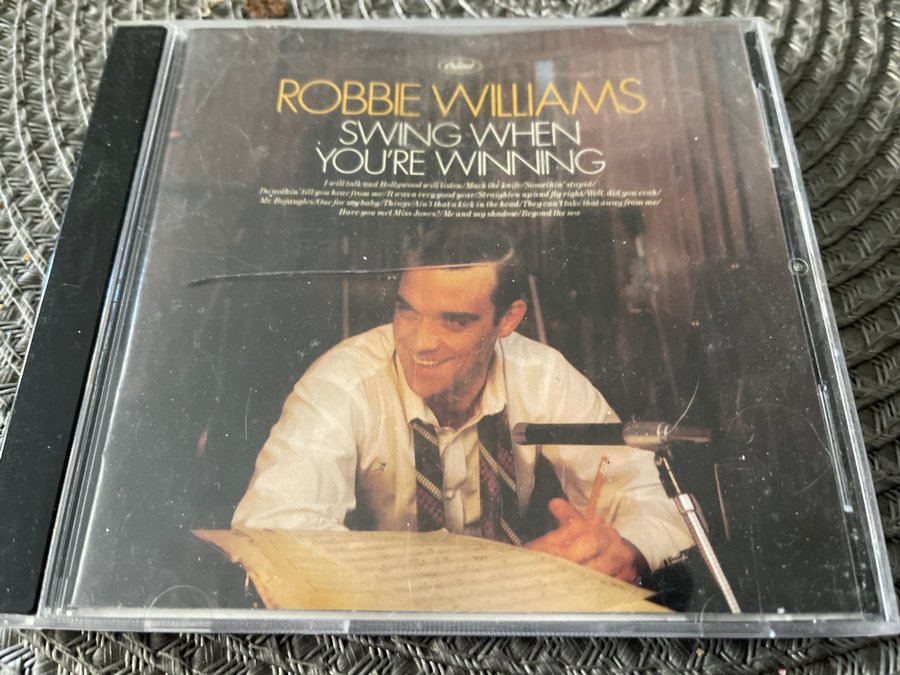 Capitol
ROBBIE WILLIAMS
SWING WHEN
YOU'RE WINNING
I will talk and Hollywood will listen/Mack the knife/Somethin' stupid/
Do nothin' till you hear from me/It was a very good year/Straighten up and fly right/Well, did you evah/
Mr. Bojangles/One for my baby/Things/Ain't that a kick in the head/They can't take that away from me/
Have you met Miss Jones?/Me and my shadow/Beyond the sea